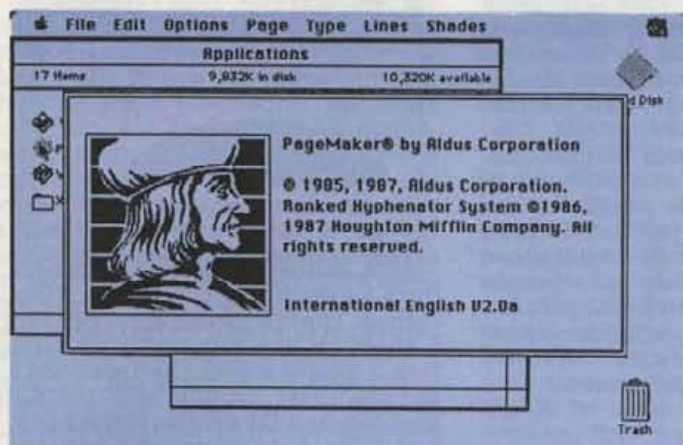 File Edit Options Page Type Lines Shades
Applications
17 items 9,832K in disk 10,320K available
d Disk
PageMaker® by Aldus Corporation
© 1985, 1987, Aldus Corporation.
Ranked Hyphenator System ©1986,
1987 Houghton Mifflin Company. All
rights reserved.
International English V2.0a
Trash